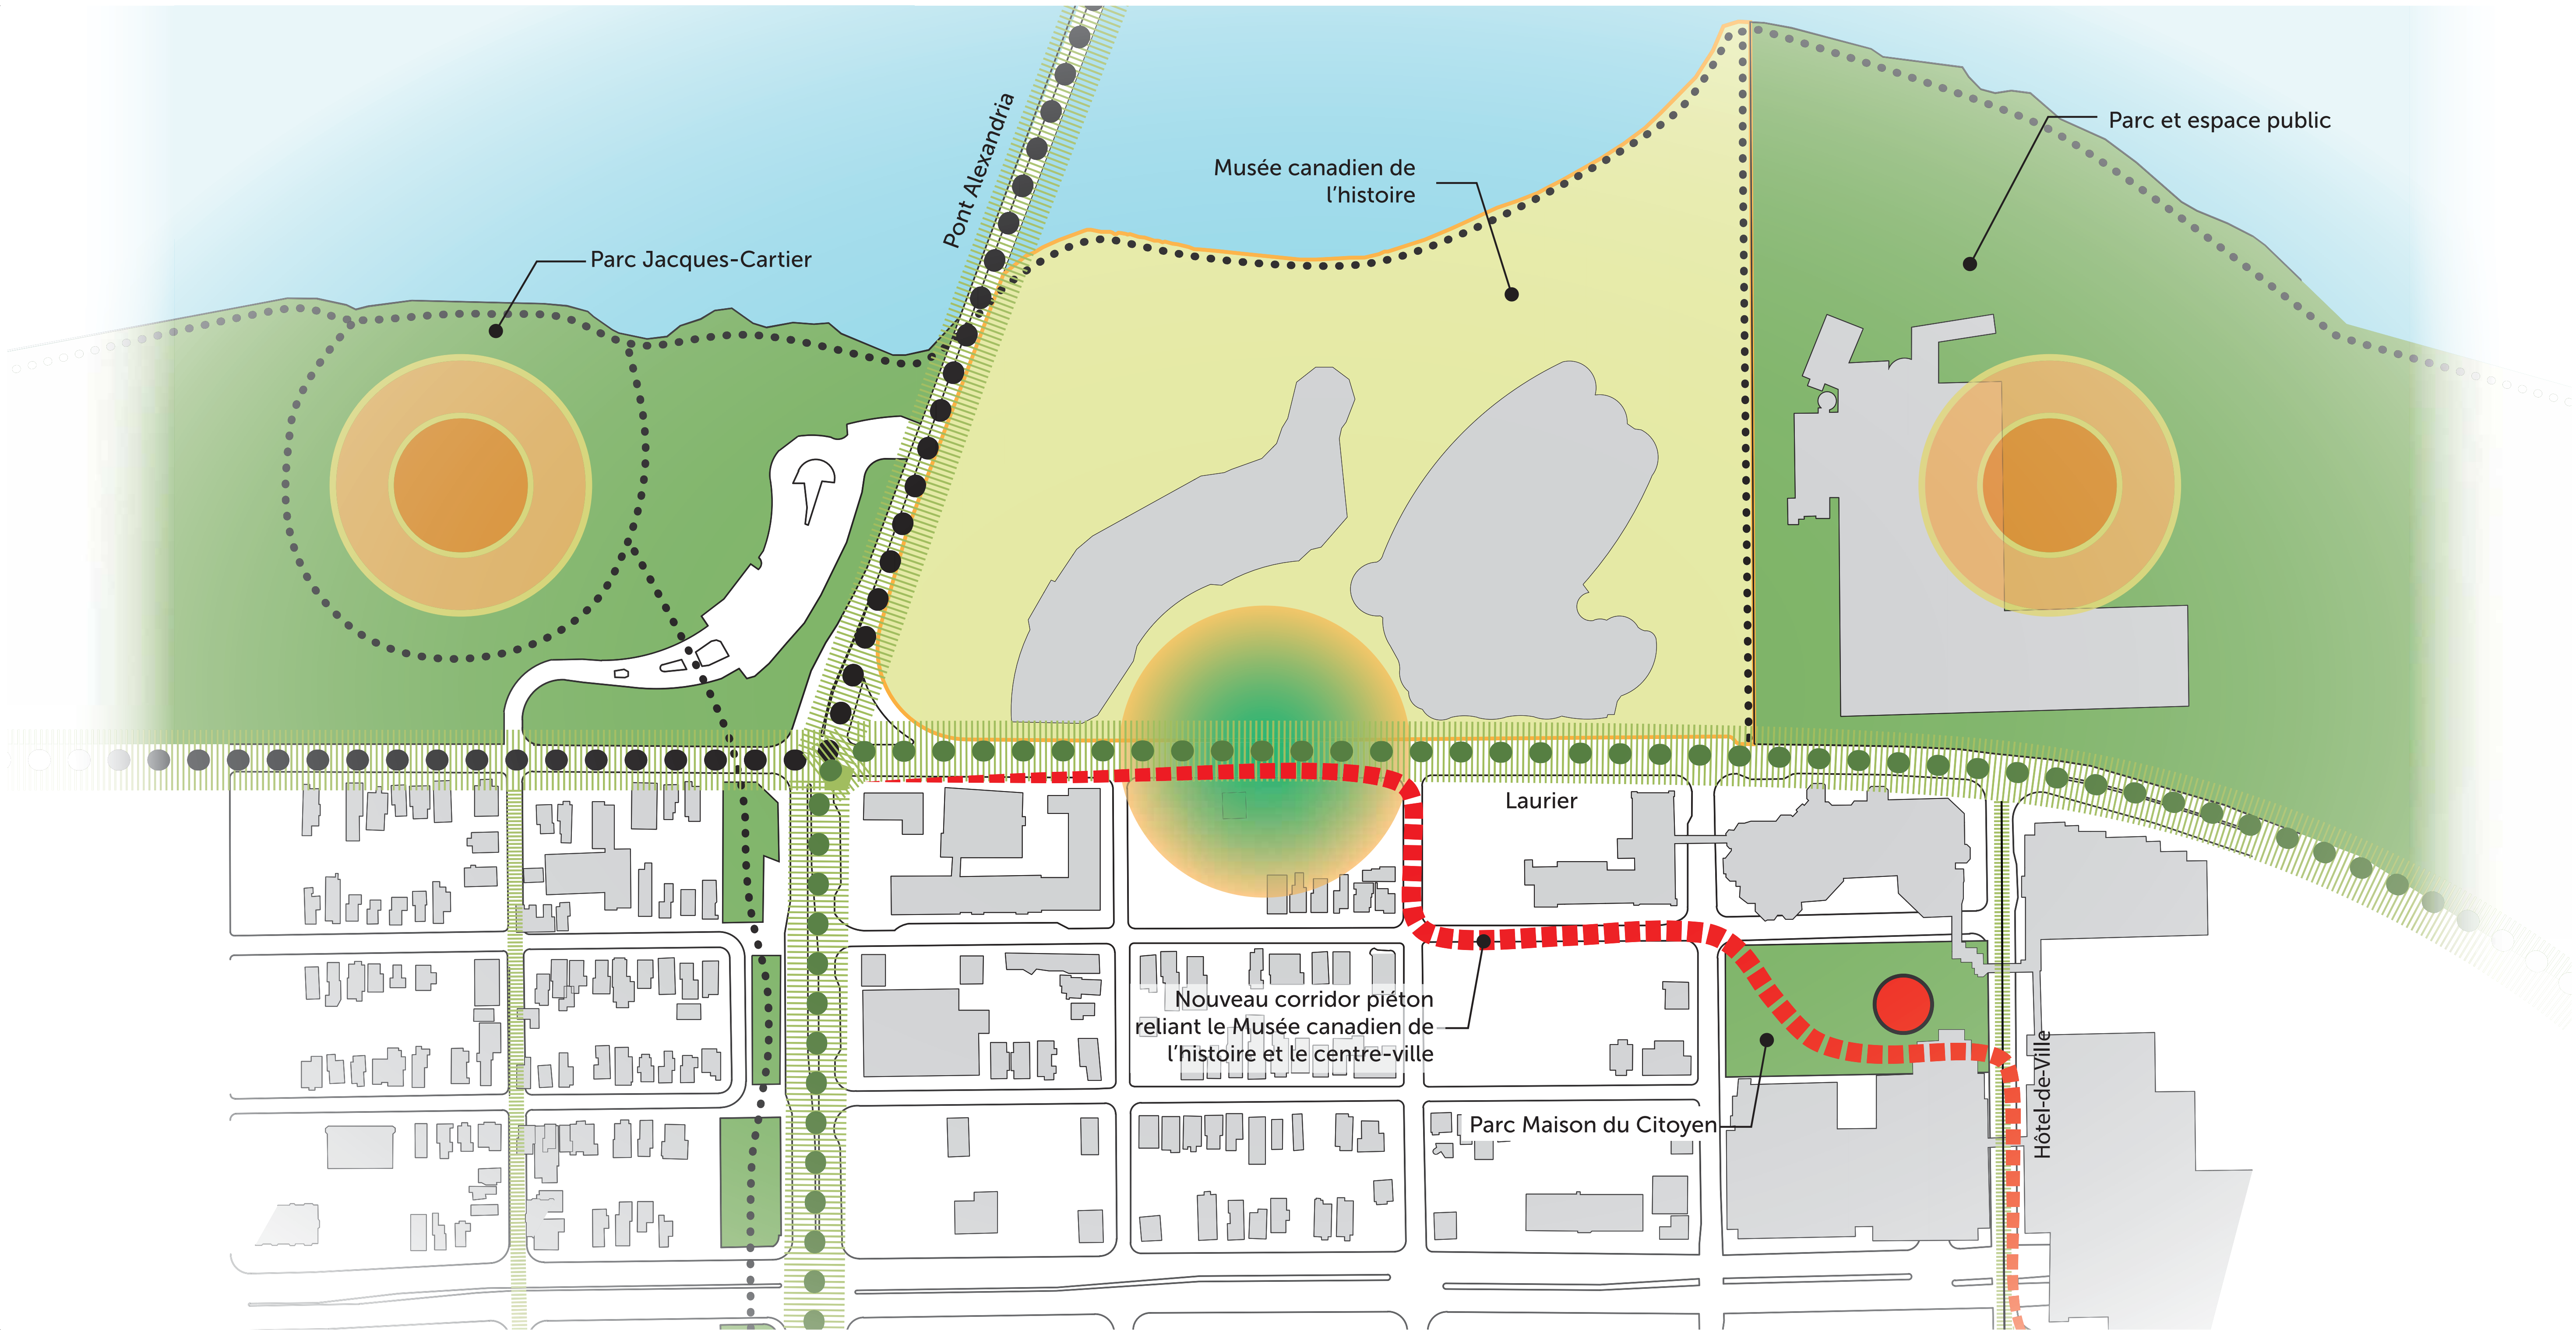 Parc et espace public
Musée canadien de
l'histoire
Pont Alexandria
Parc Jacques-Cartier
Laurier
Nouveau corridor piéton
reliant le Musée canadien de
l'histoire et le centre-ville
Parc Maison du Citoyen
Hôtel-de-Ville